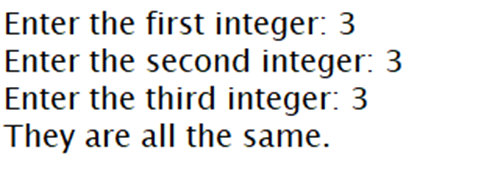 Enter the first integer: 3
Enter the second integer: 3
Enter the third integer: 3
They are all the same.